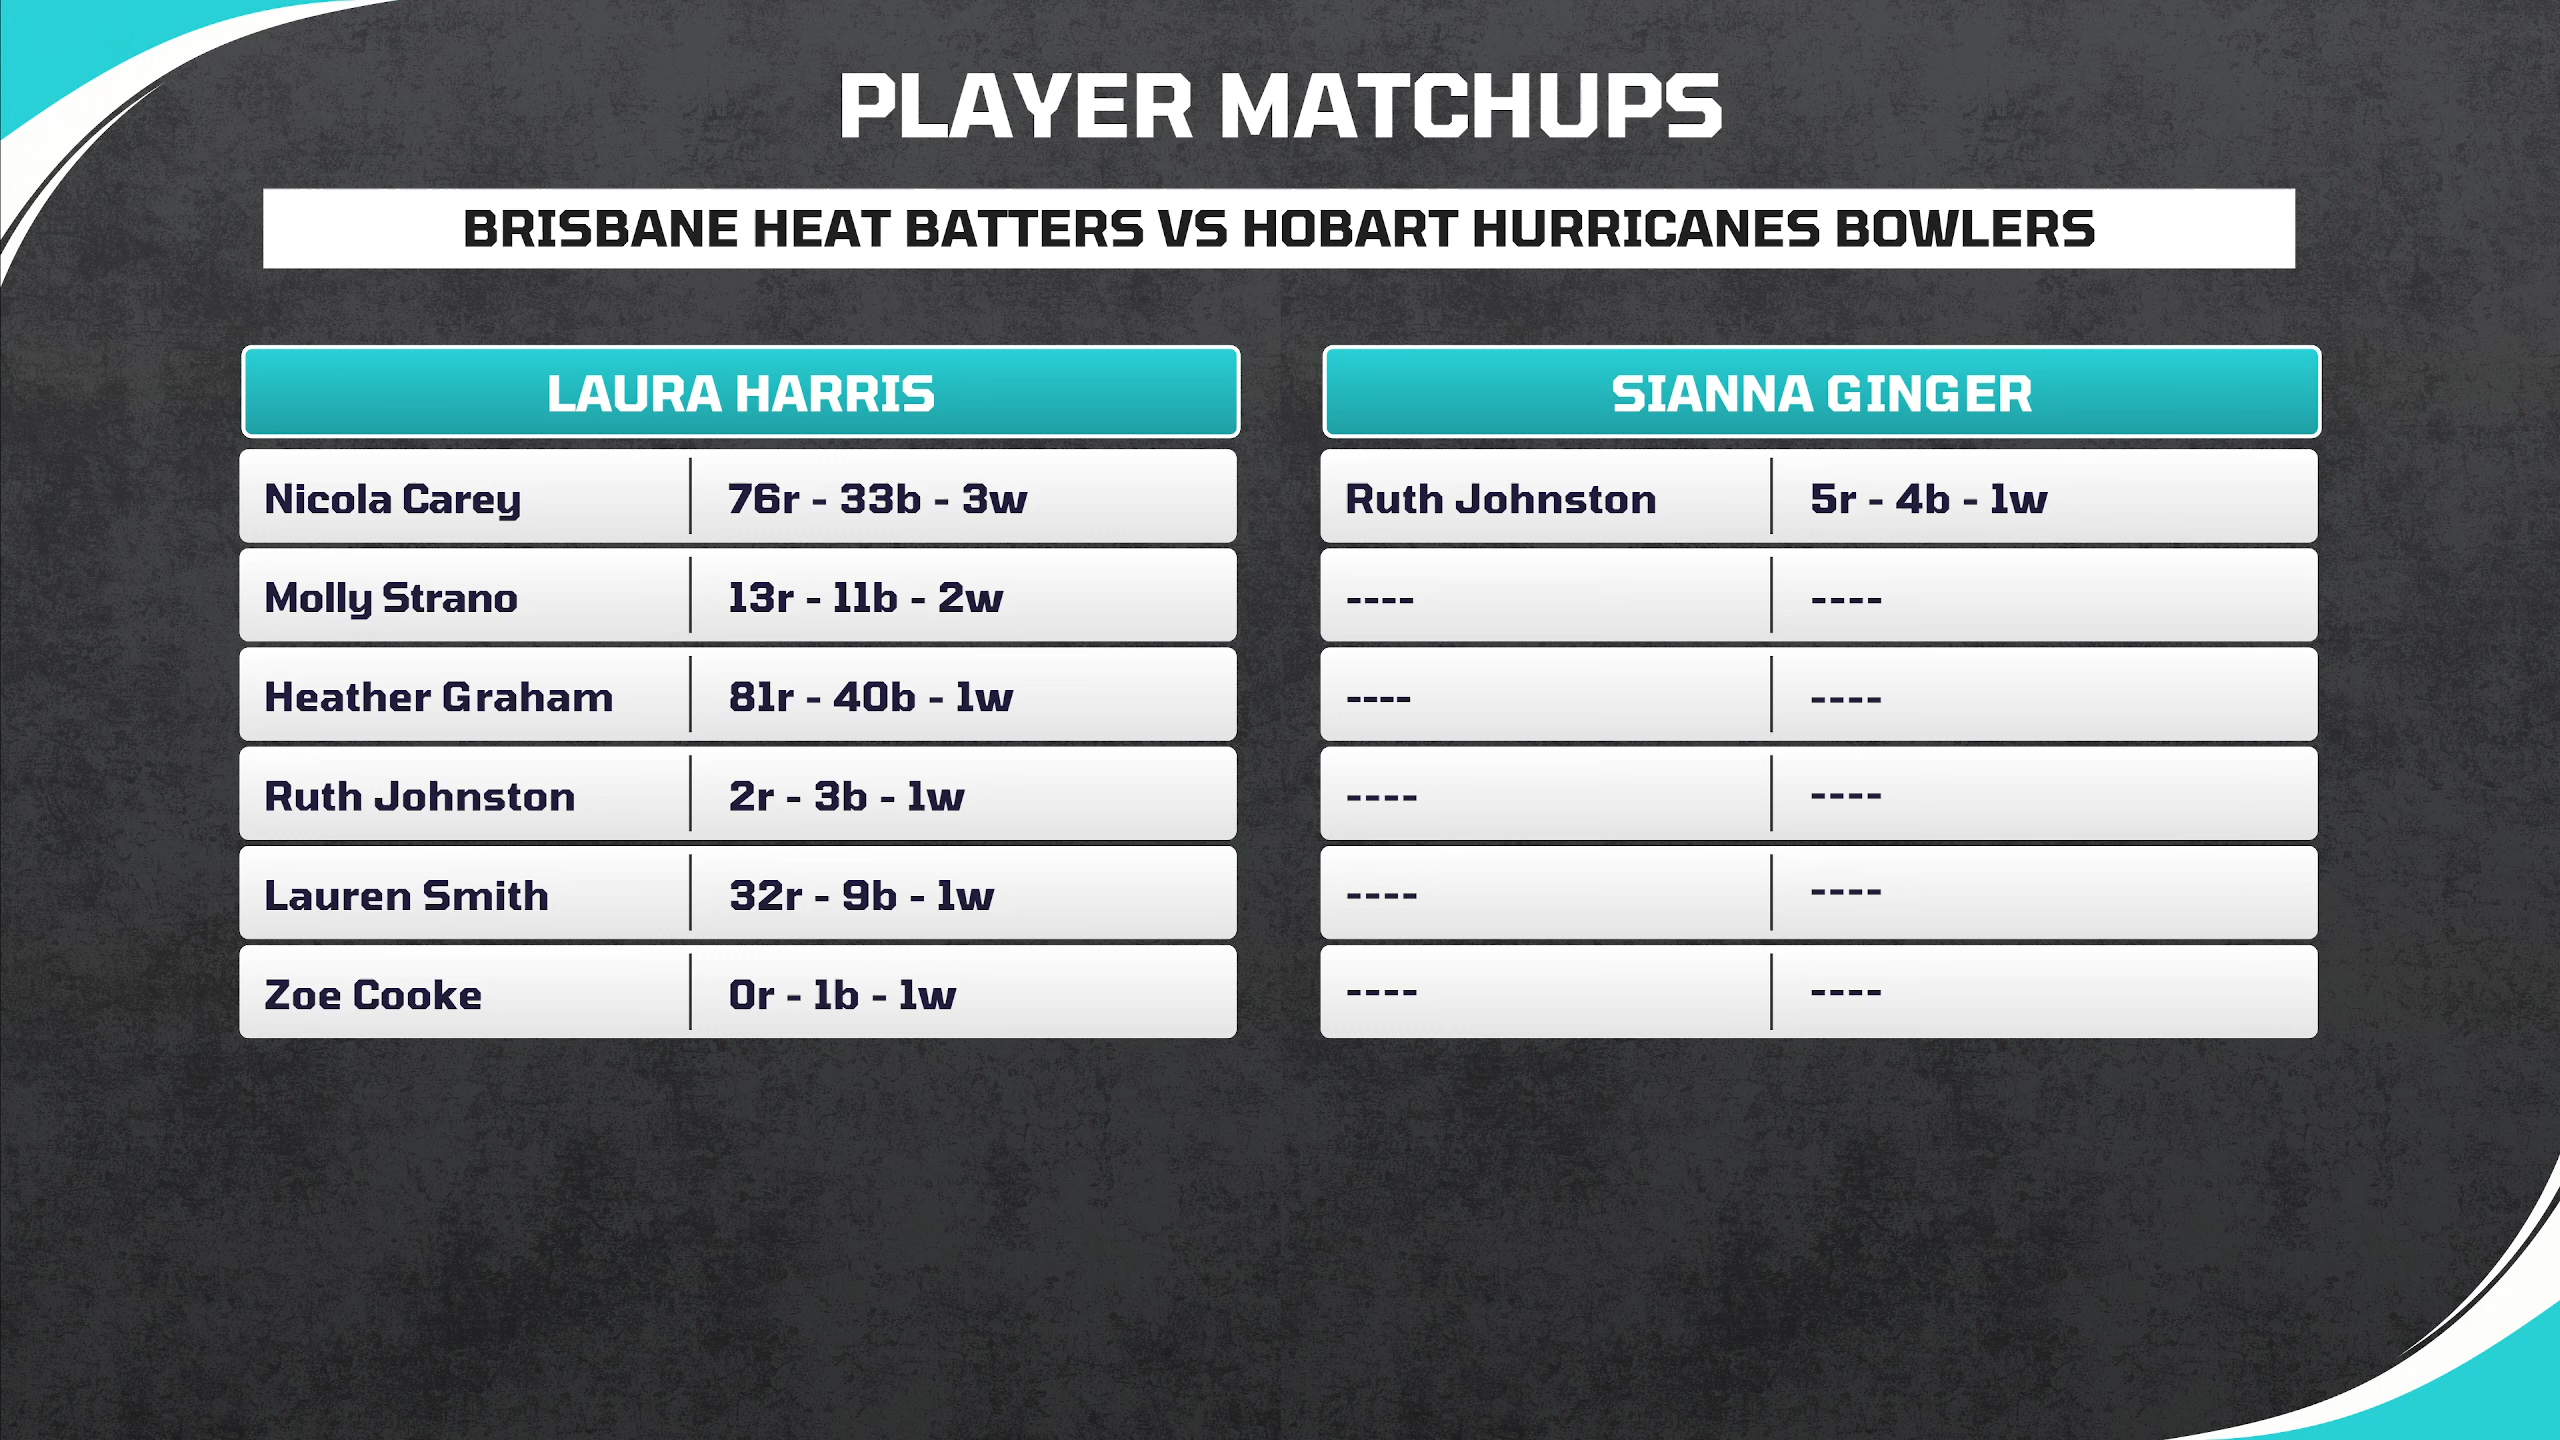 PLAYER MATCHUPS
BRISBANE HEAT BATTERS VS HOBART HURRICANES BOWLERS
LAURA HARRIS
Nicola Carey 76r - 33b - 3w
Molly Strano 13r - 11b - 2w
Heather Graham 81r - 40b - 1w
Ruth Johnston 2r - 3b - 1w
Lauren Smith 32r - 9b - 1w
Zoe Cooke 0r - 1b - 1w
SIANNA GINGER
Ruth Johnston 5r - 4b - 1w
---- ----
---- ----
---- ----
---- ----
---- ----